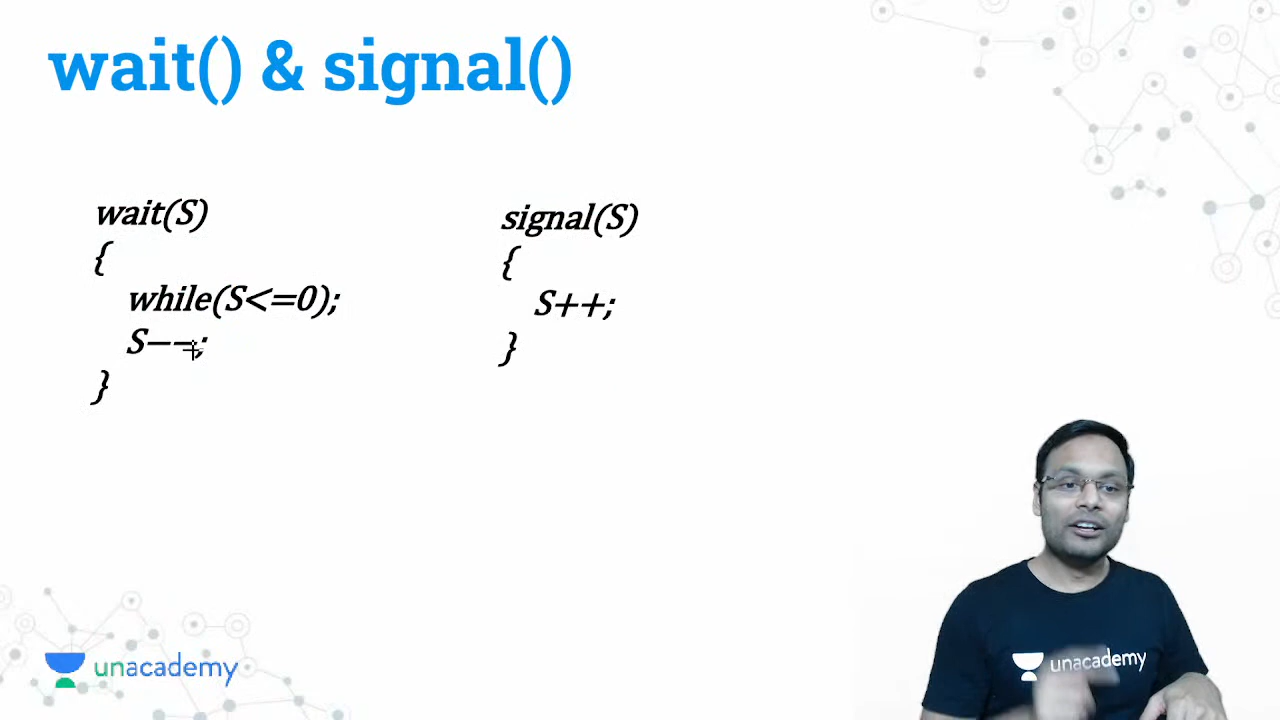 wait() & signal()
wait(S)
{
while(S<=0);
S--;
}
signal(S)
{
S++;
}
unacademy
unacademy